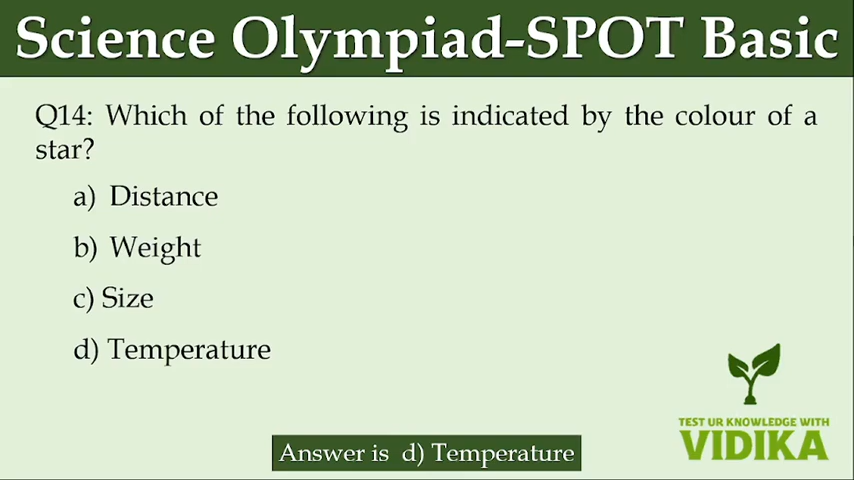 Science Olympiad-SPOT Basic
Q14: Which of the following is indicated by the colour of a
star?
a) Distance
b) Weight
c) Size
d) Temperature
TEST UR KNOWLEDGE WITH
VIDIKA
Answer is d) Temperature